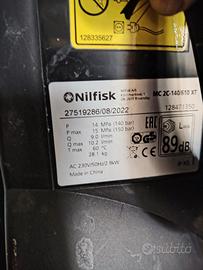 128335627
Nilfisk
MC 2C-140/610 XT
27519286/08/2022
128471350
P 14 MPa (140 bar)
P max 15 MPa (150 bar)
Q 9.0 l/min
Q max 10.2 l/min
T max 60 °C
28.1 kg
AC 230V/50Hz/2.9kW
Made in China
EAC
89dB
subito